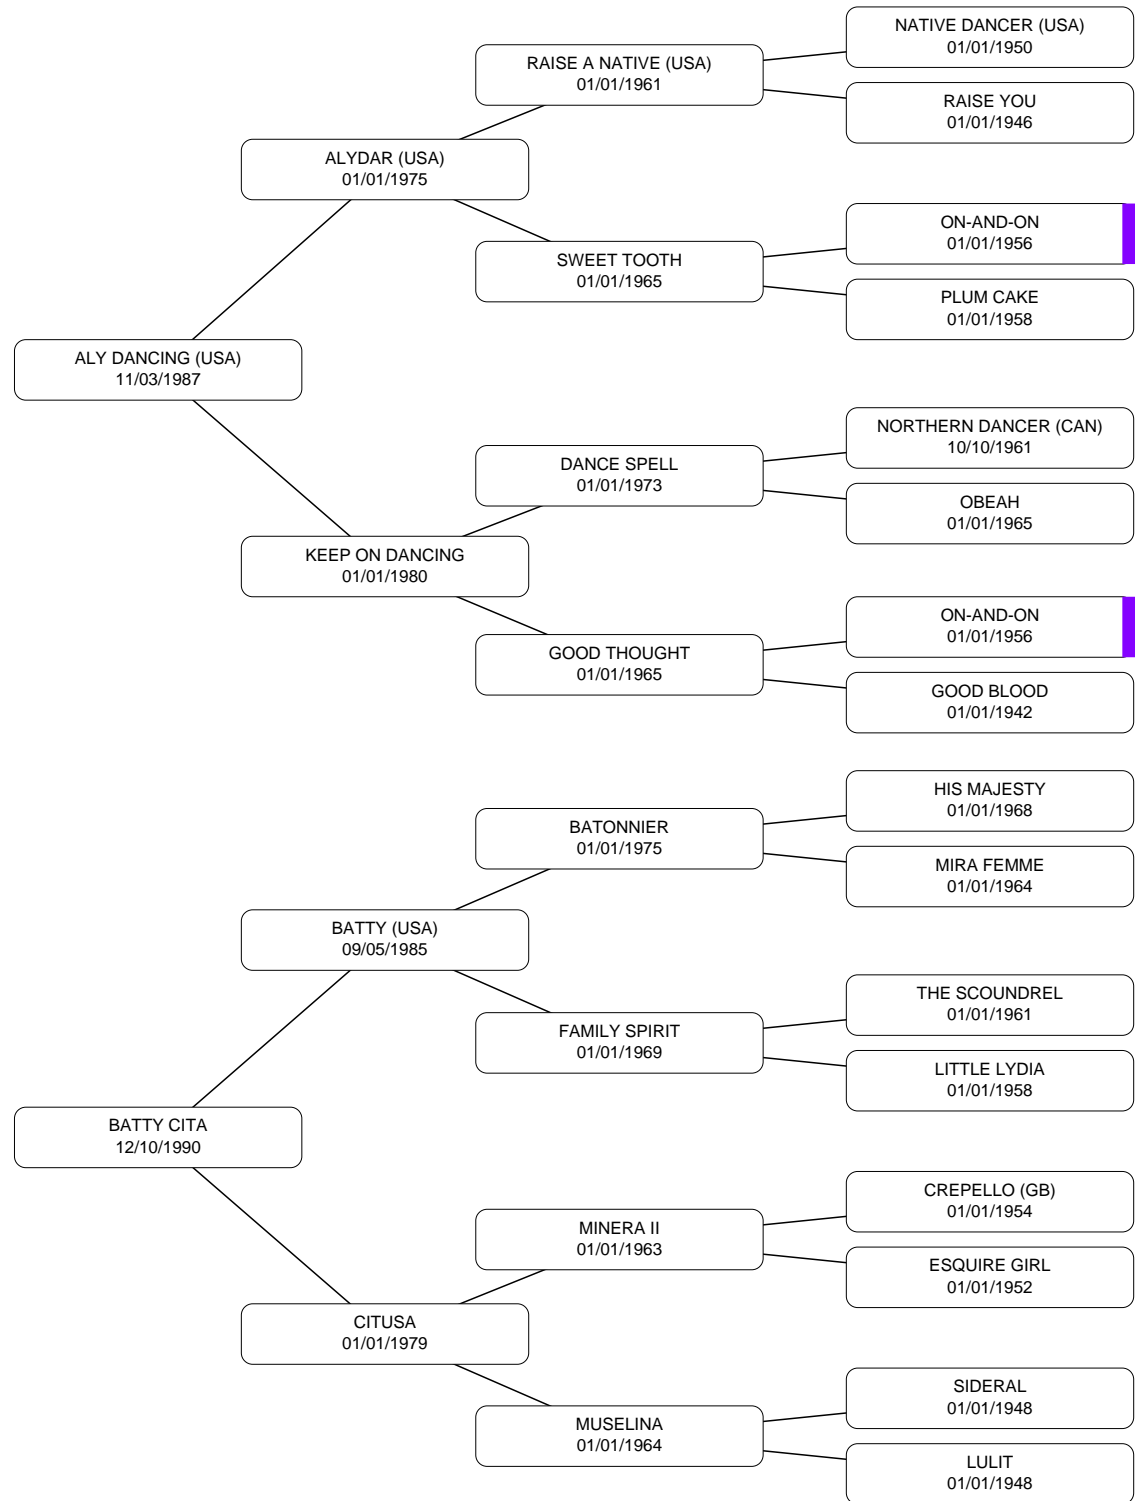 NATIVE DANCER (USA)
01/01/1950
RAISE A NATIVE (USA)
01/01/1961
RAISE YOU
01/01/1946
ALYDAR (USA)
01/01/1975
ON-AND-ON
01/01/1956
SWEET TOOTH
01/01/1965
PLUM CAKE
01/01/1958
ALY DANCING (USA)
11/03/1987
NORTHERN DANCER (CAN)
10/10/1961
DANCE SPELL
01/01/1973
OBEAH
01/01/1965
KEEP ON DANCING
01/01/1980
ON-AND-ON
01/01/1956
GOOD THOUGHT
01/01/1965
GOOD BLOOD
01/01/1942
HIS MAJESTY
01/01/1968
BATONNIER
01/01/1975
MIRA FEMME
01/01/1964
BATTY (USA)
09/05/1985
THE SCOUNDREL
01/01/1961
FAMILY SPIRIT
01/01/1969
LITTLE LYDIA
01/01/1958
BATTY CITA
12/10/1990
CREPELLO (GB)
01/01/1954
MINERA II
01/01/1963
ESQUIRE GIRL
01/01/1952
CITUSA
01/01/1979
SIDERAL
01/01/1948
MUSELINA
01/01/1964
LULIT
01/01/1948